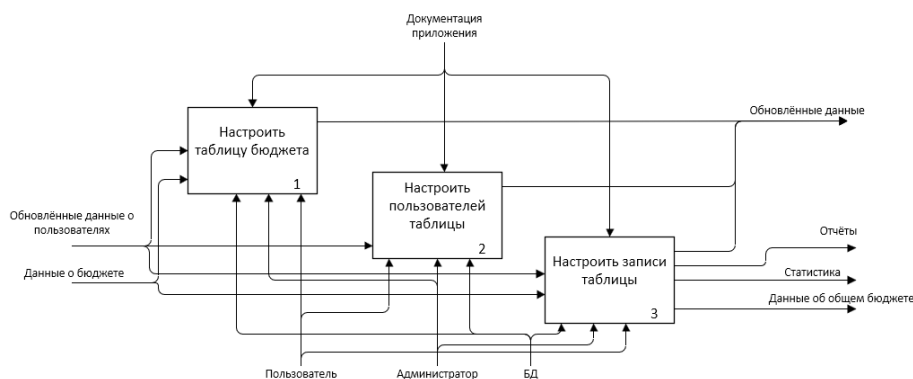 Документация
приложения
Настроить
таблицу бюджета
1
Обновлённые данные
Настроить
пользователей
таблицы
2
Обновлённые данные о
пользователях
Отчёты
Настроить записи
таблицы
3
Данные о бюджете
Статистика
Данные об общем бюджете
Пользователь
Администратор
БД